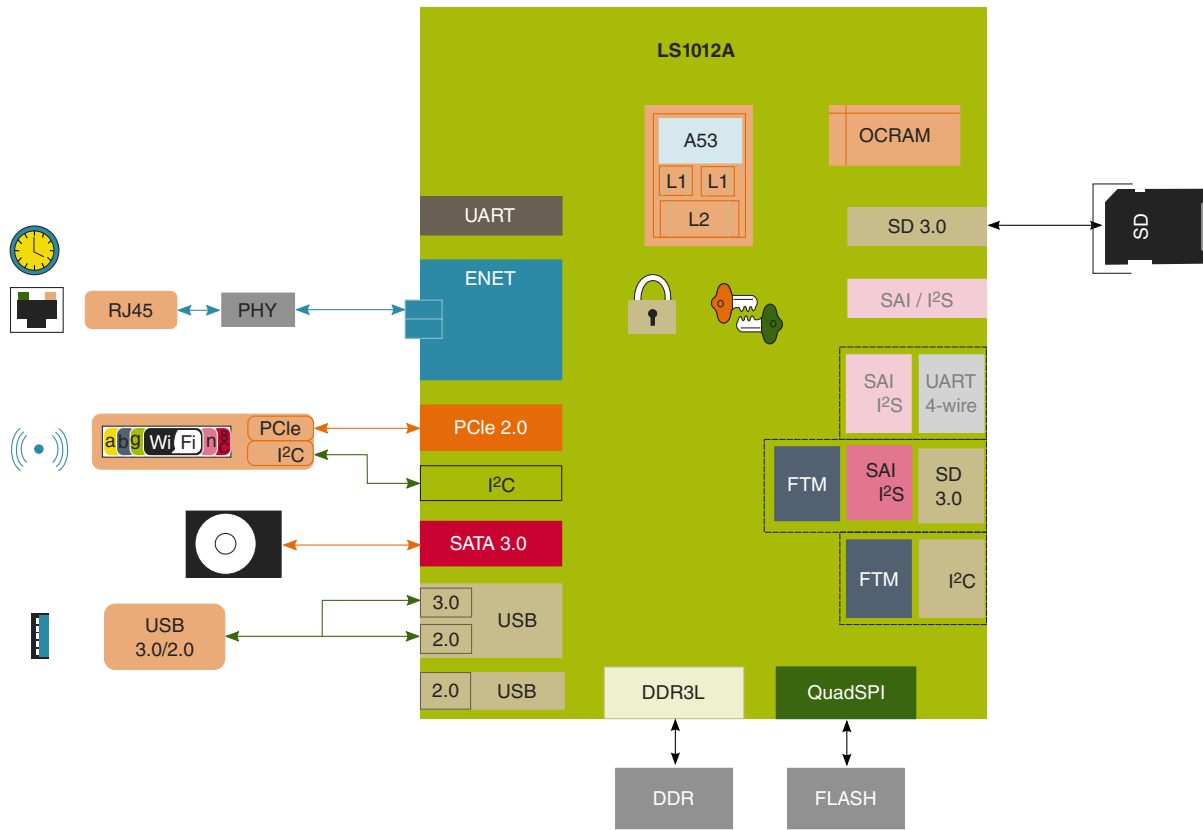 LS1012A
A53
L1 L1
L2
OCRAM
UART
SD 3.0
SD
ENET
SAI / I²S
RJ45
PHY
SAI
I²S
UART
4-wire
PCIe 2.0
a b g Wi Fi n ac
PCIe
I²C
I²C
FTM
SAI
I²S
SD
3.0
SATA 3.0
FTM
I²C
3.0
2.0
USB
USB
3.0/2.0
2.0
USB
DDR3L
QuadSPI
DDR
FLASH